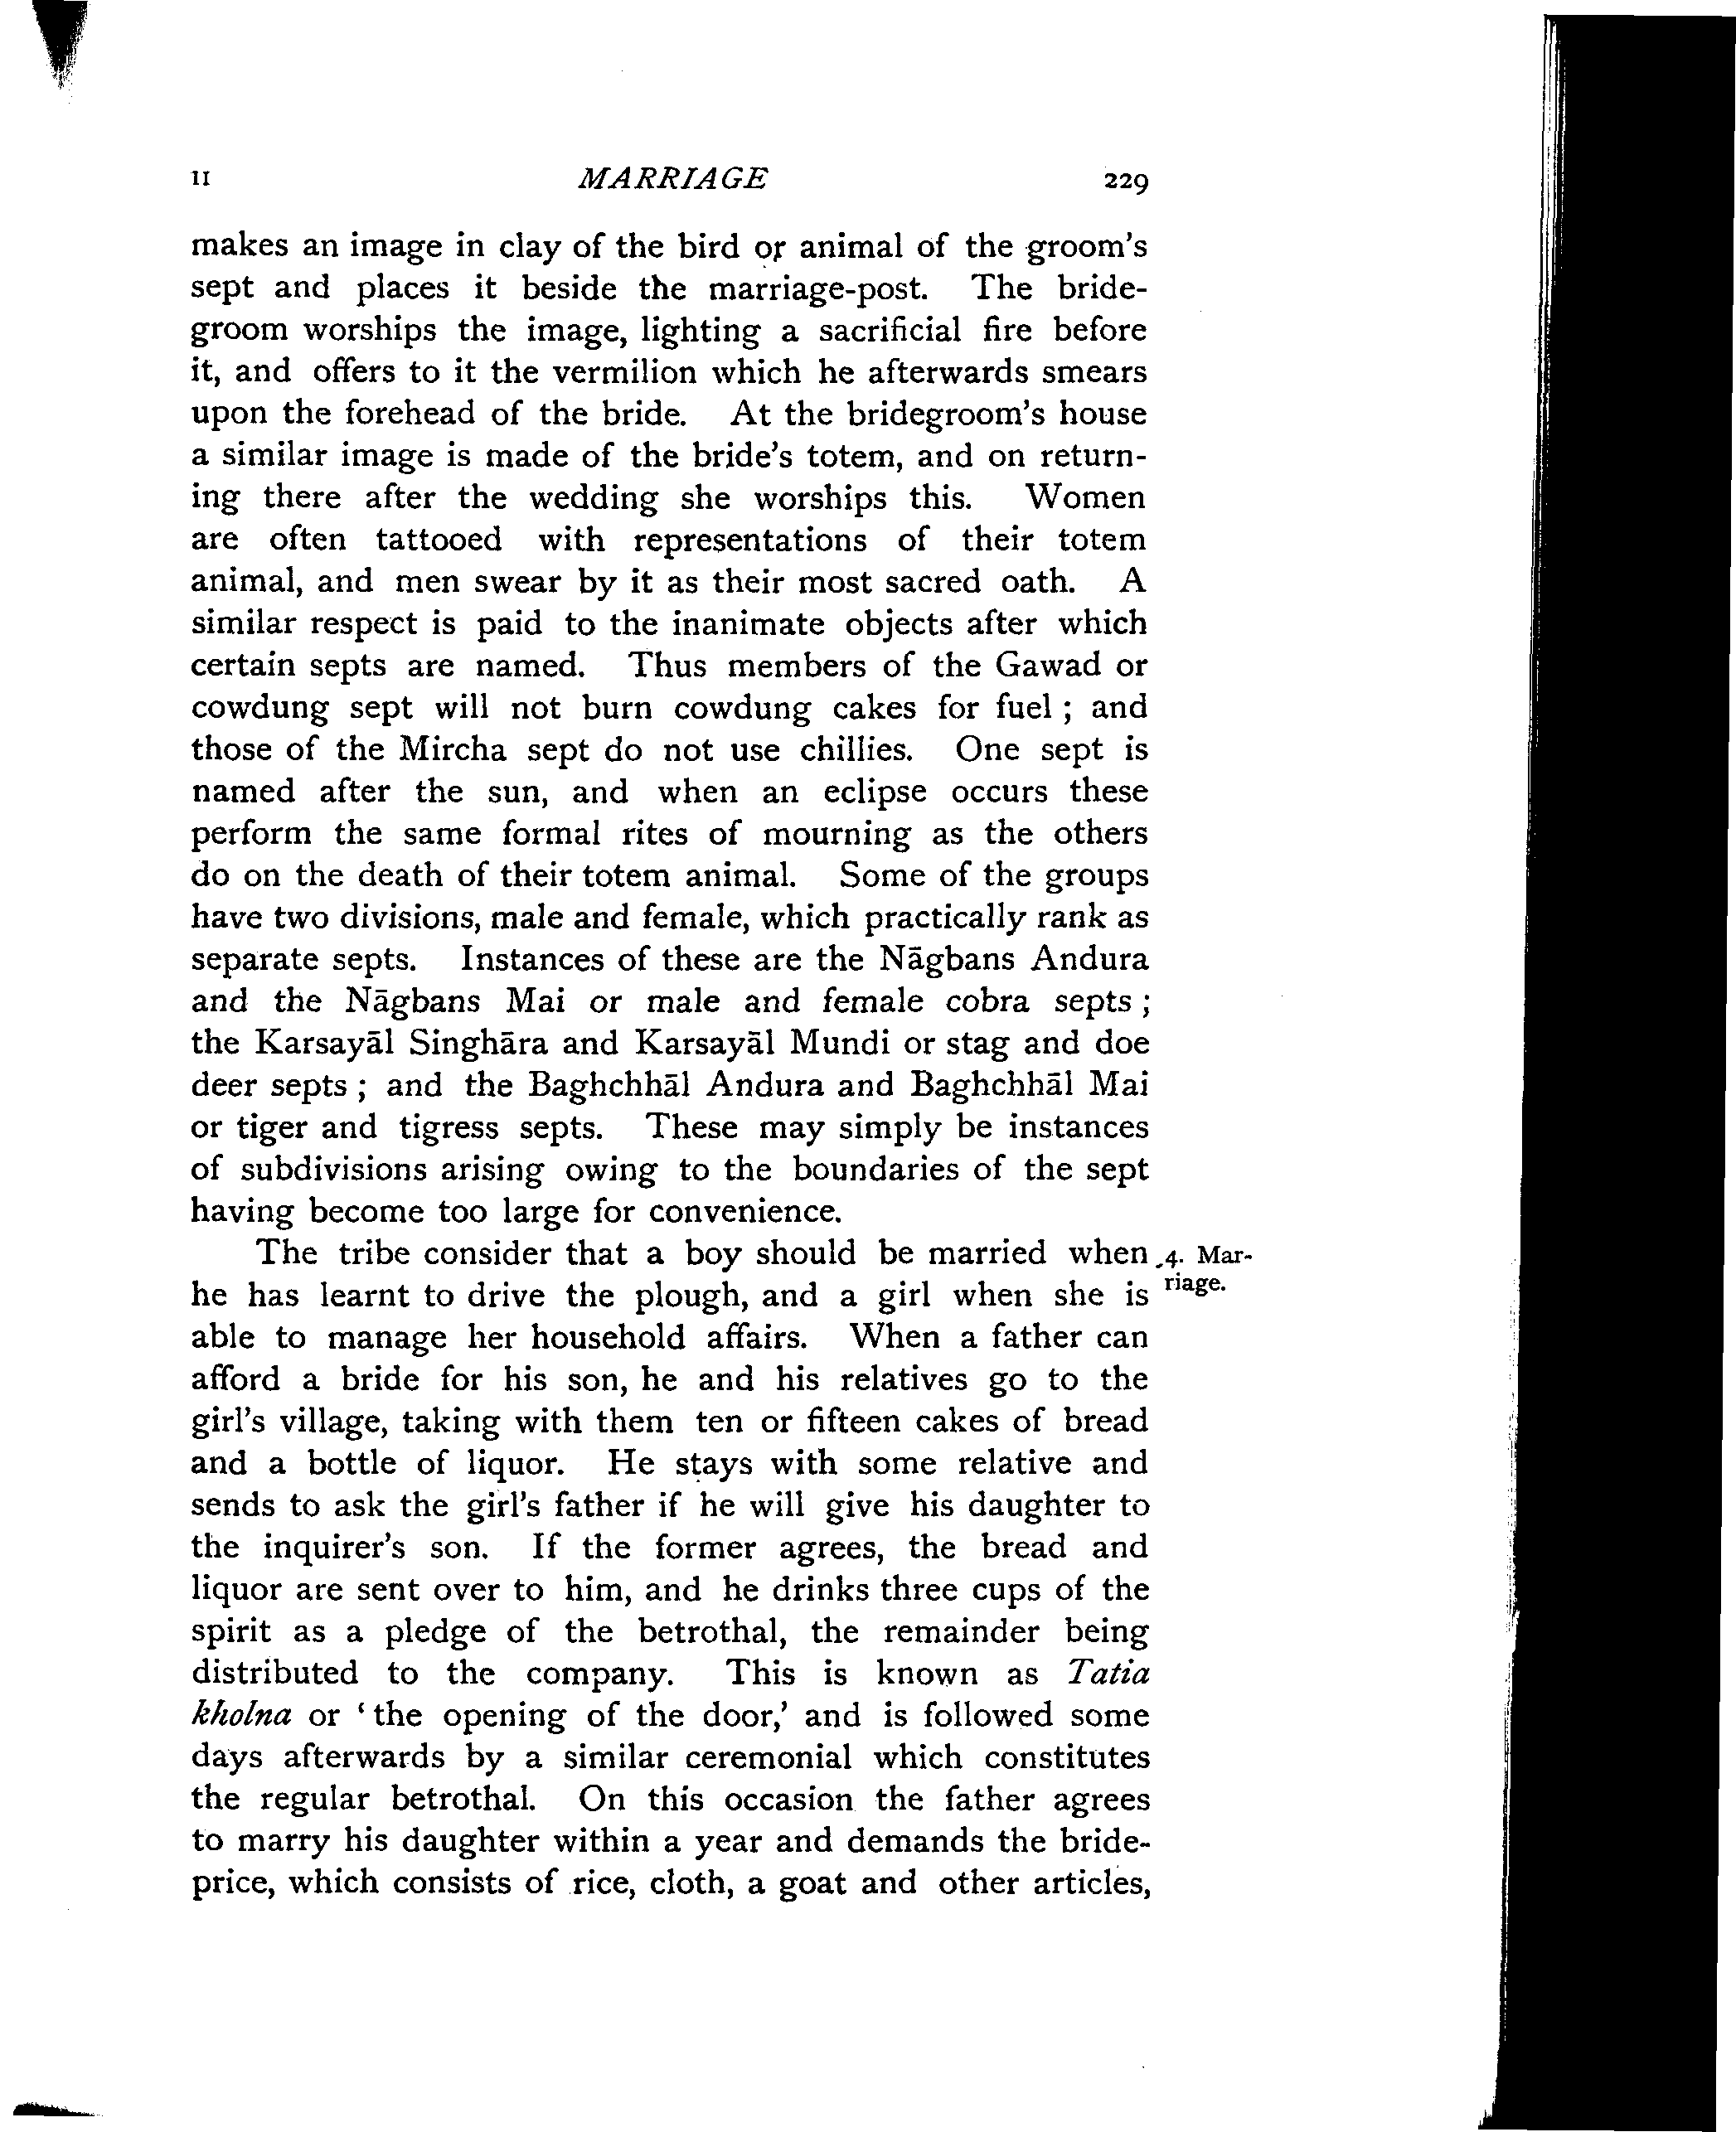 II MARRIAGE 229
makes an image in clay of the bird or animal of the groom's
sept and places it beside the marriage-post. The bride-
groom worships the image, lighting a sacrificial fire before
it, and offers to it the vermilion which he afterwards smears
upon the forehead of the bride. At the bridegroom's house
a similar image is made of the bride's totem, and on return-
ing there after the wedding she worships this. Women
are often tattooed with representations of their totem
animal, and men swear by it as their most sacred oath. A
similar respect is paid to the inanimate objects after which
certain septs are named. Thus members of the Gawad or
cowdung sept will not burn cowdung cakes for fuel ; and
those of the Mircha sept do not use chillies. One sept is
named after the sun, and when an eclipse occurs these
perform the same formal rites of mourning as the others
do on the death of their totem animal. Some of the groups
have two divisions, male and female, which practically rank as
separate septs. Instances of these are the Nāgbans Andura
and the Nāgbans Mai or male and female cobra septs ;
the Karsayāl Singhāra and Karsayāl Mundi or stag and doe
deer septs ; and the Baghchhāl Andura and Baghchhāl Mai
or tiger and tigress septs. These may simply be instances
of subdivisions arising owing to the boundaries of the sept
having become too large for convenience.
The tribe consider that a boy should be married when
4. Mar-
riage.
he has learnt to drive the plough, and a girl when she is
able to manage her household affairs. When a father can
afford a bride for his son, he and his relatives go to the
girl's village, taking with them ten or fifteen cakes of bread
and a bottle of liquor. He stays with some relative and
sends to ask the girl's father if he will give his daughter to
the inquirer's son. If the former agrees, the bread and
liquor are sent over to him, and he drinks three cups of the
spirit as a pledge of the betrothal, the remainder being
distributed to the company. This is known as Tatia
kholna or ‘the opening of the door,’ and is followed some
days afterwards by a similar ceremonial which constitutes
the regular betrothal. On this occasion the father agrees
to marry his daughter within a year and demands the bride-
price, which consists of rice, cloth, a goat and other articles,